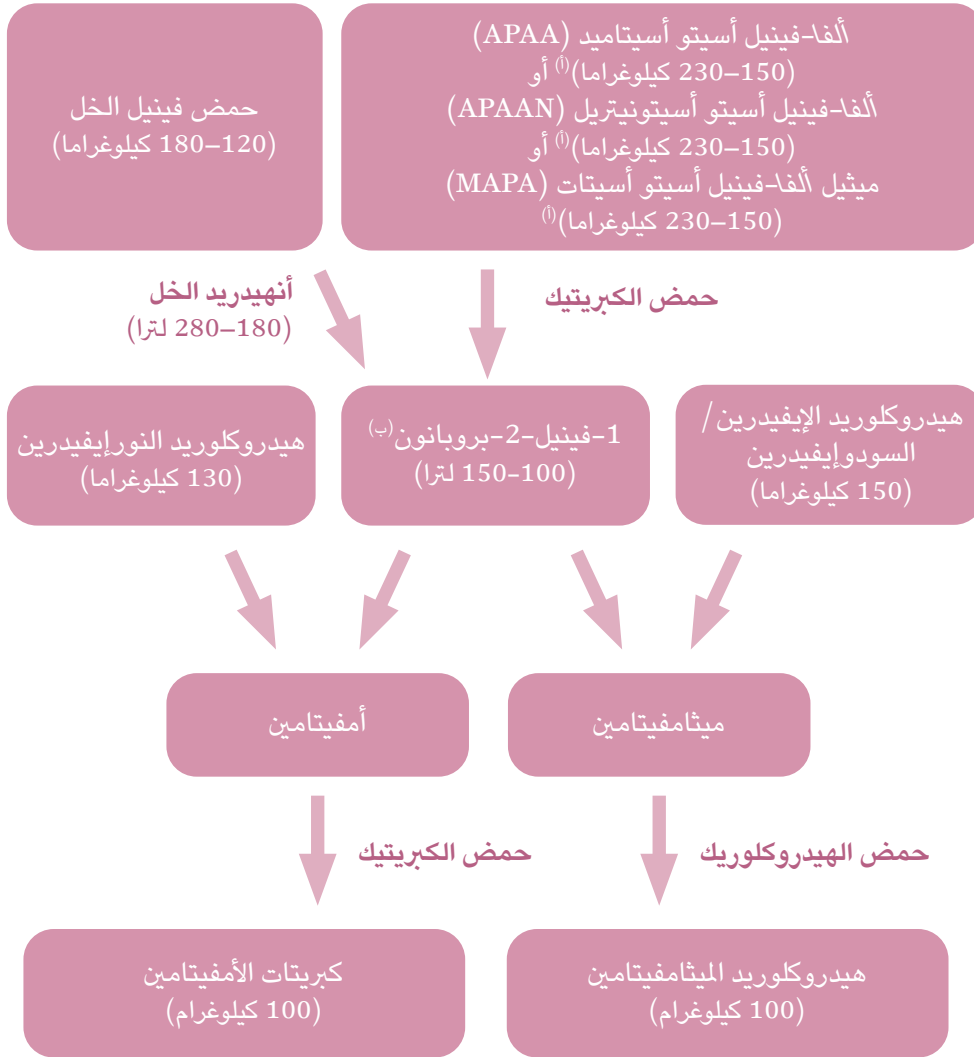 ألفا-فينيل أسيتو أسيتاميد (APAA)
(150–230 كيلوغراما)(أ) أو
ألفا-فينيل أسيتو أسيتونيتريل (APAAN)
(150–230 كيلوغراما)(أ) أو
ميثيل ألفا-فينيل أسيتو أسيتات (MAPA)
(150–230 كيلوغراما)(أ)
حمض فينيل الخل
(120–180 كيلوغراما)
حمض الكبريتيك
أنهيدريد الخل
(180–280 لترا)
هيدروكلوريد الإيفيدرين/
السودوإيفيدرين
(150 كيلوغراما)
1-فينيل-2-بروبانون(ب)
(100-150 لترا)
هيدروكلوريد النورإيفيدرين
(130 كيلوغراما)
ميثامفيتامين
أمفيتامين
حمض الهيدروكلوريك
حمض الكبريتيك
هيدروكلوريد الميثامفيتامين
(100 كيلوغرام)
كبريتات الأمفيتامين
(100 كيلوغرام)